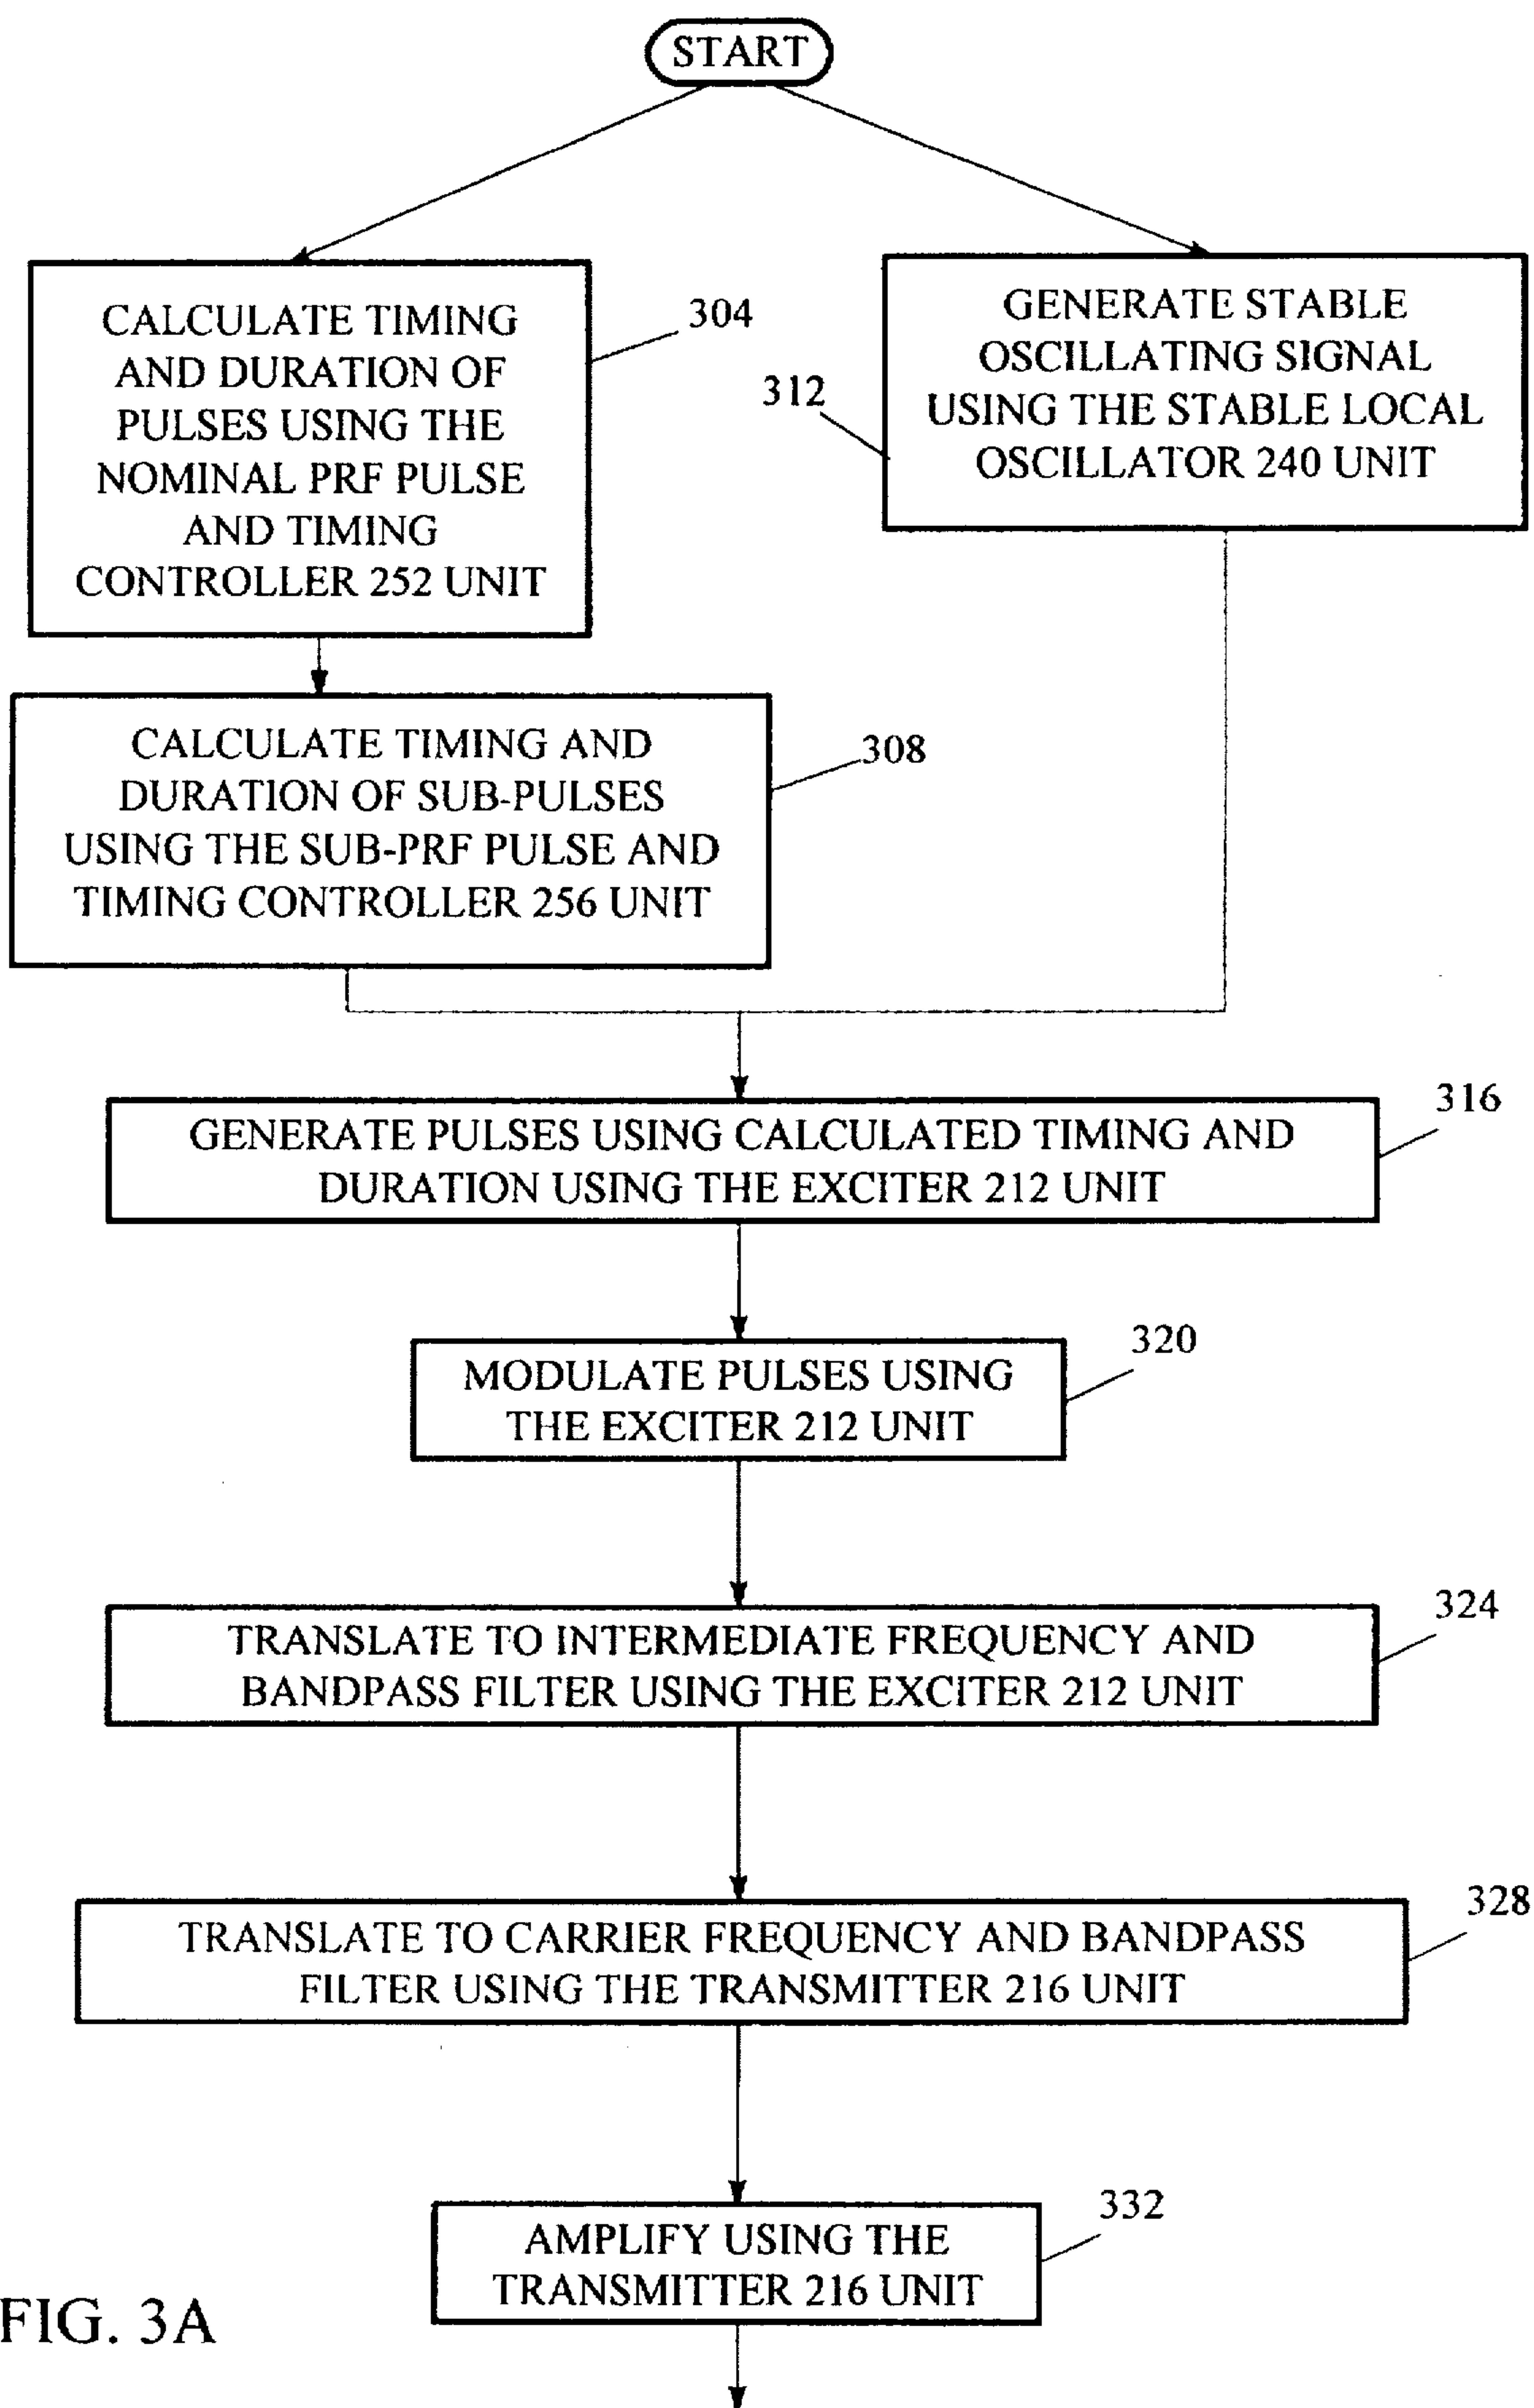 START
CALCULATE TIMING
AND DURATION OF
PULSES USING THE
NOMINAL PRF PULSE
AND TIMING
CONTROLLER 252 UNIT
304
GENERATE STABLE
OSCILLATING SIGNAL
USING THE STABLE LOCAL
OSCILLATOR 240 UNIT
312
CALCULATE TIMING AND
DURATION OF SUB-PULSES
USING THE SUB-PRF PULSE AND
TIMING CONTROLLER 256 UNIT
308
GENERATE PULSES USING CALCULATED TIMING AND
DURATION USING THE EXCITER 212 UNIT
316
MODULATE PULSES USING
THE EXCITER 212 UNIT
320
TRANSLATE TO INTERMEDIATE FREQUENCY AND
BANDPASS FILTER USING THE EXCITER 212 UNIT
324
TRANSLATE TO CARRIER FREQUENCY AND BANDPASS
FILTER USING THE TRANSMITTER 216 UNIT
328
AMPLIFY USING THE
TRANSMITTER 216 UNIT
332
FIG. 3A